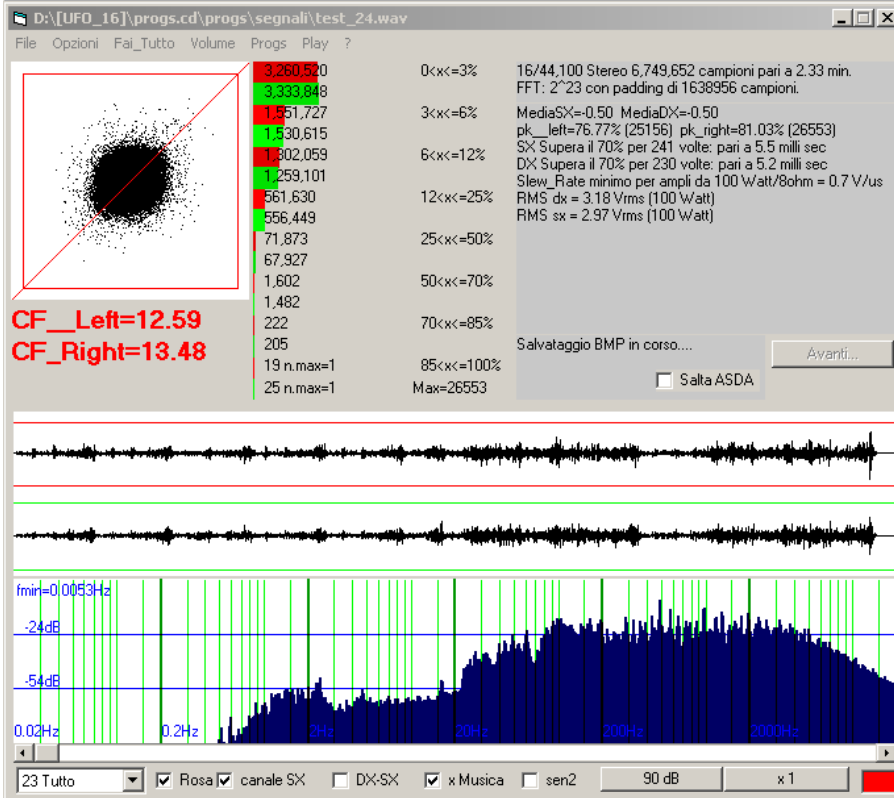 D:\[UFO_16]\progs.cd\progs\segnali\test_24.wav
File Opzioni Fai_Tutto Volume Progs Play ?
3,260,520 0<x<=3%
3,333,848
1,551,727 3<x<=6%
1,530,615
1,302,059 6<x<=12%
1,259,101
561,630 12<x<=25%
556,449
71,873 25<x<=50%
67,927
1,602 50<x<=70%
1,482
222 70<x<=85%
205
19 n.max=1 85<x<=100%
25 n.max=1 Max=26553
CF__Left=12.59
CF_Right=13.48
16/44,100 Stereo 6,749,652 campioni pari a 2.33 min.
FFT: 2^23 con padding di 1638956 campioni.
MediaSX=-0.50 MediaDX=-0.50
pk__left=76.77% (25156) pk_right=81.03% (26553)
SX Supera il 70% per 241 volte: pari a 5.5 milli sec
DX Supera il 70% per 230 volte: pari a 5.2 milli sec
Slew_Rate minimo per ampli da 100 Watt/8ohm = 0.7 V/us
RMS dx = 3.18 Vrms (100 Watt)
RMS sx = 2.97 Vrms (100 Watt)
Salvataggio BMP in corso....
Avanti...
Salta ASDA
fmin=0.0053Hz
-24dB
-54dB
0.02Hz 0.2Hz 2Hz 20Hz 200Hz 2000Hz
23 Tutto Rosa canale SX DX-SX x Musica sen2 90 dB x 1